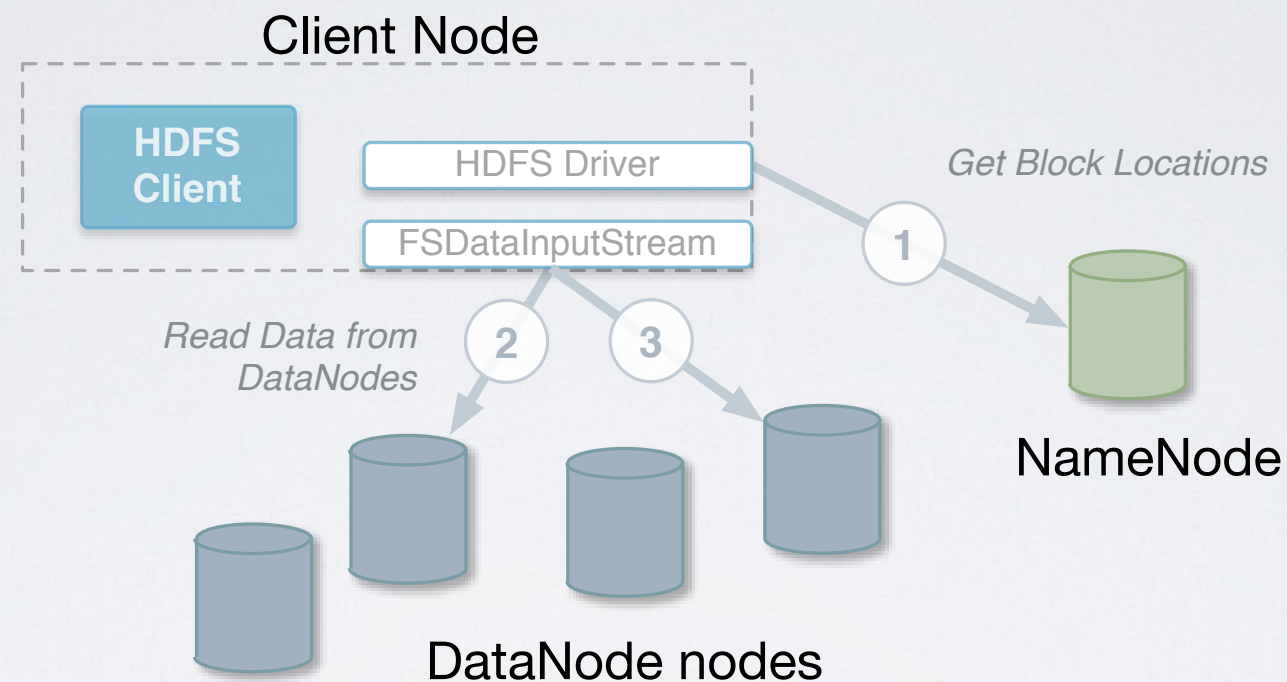 Client Node
HDFS
Client
HDFS Driver
FSDataInputStream
Get Block Locations
1
Read Data from
DataNodes
2
3
NameNode
DataNode nodes